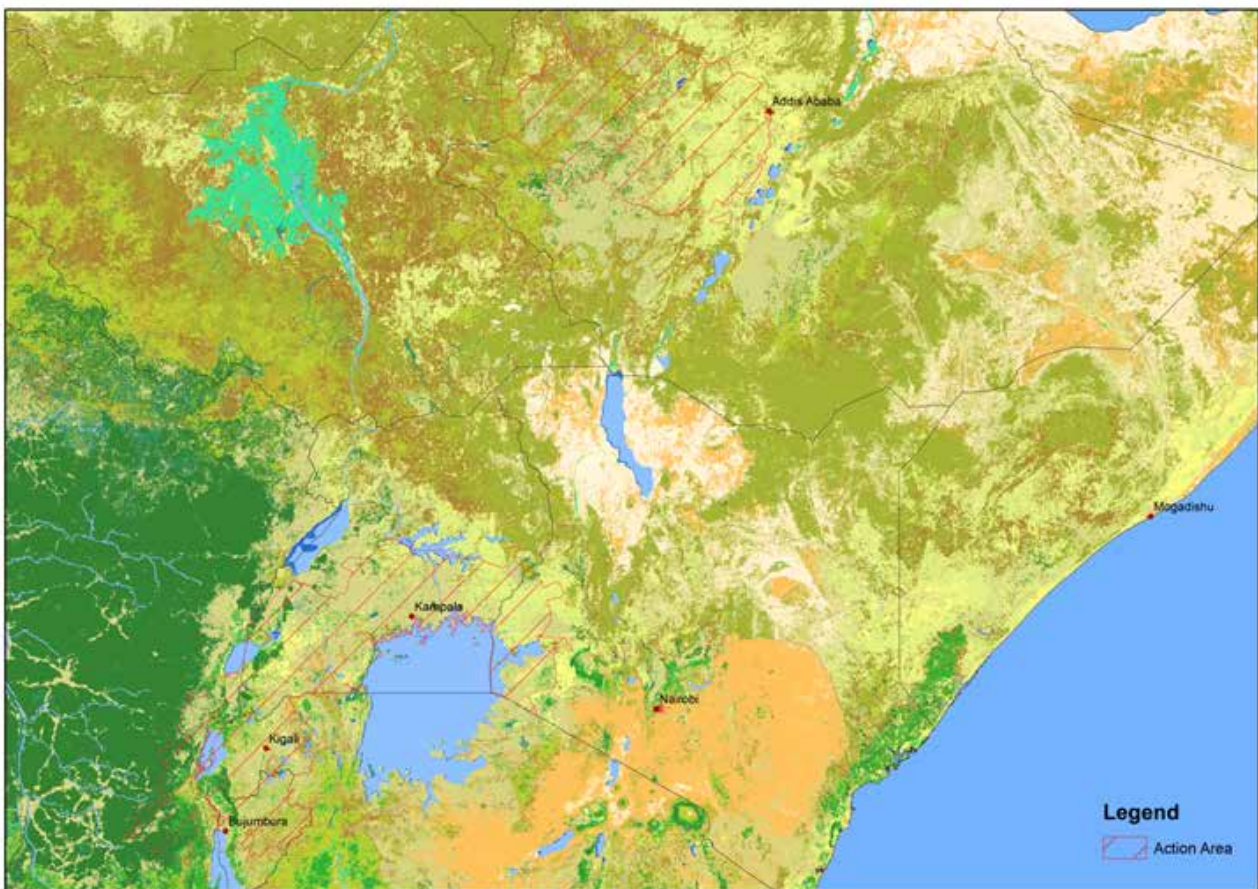 Addis Ababa
Mogadishu
Kampala
Nairobi
Kigali
Bujumbura
Legend
Action Area